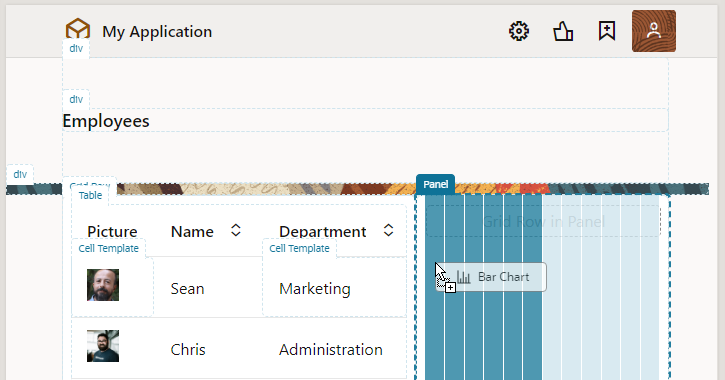 My Application
div
div
Employees
div
Grid Row
Table
Panel
Picture
Name
Department
Grid Row in Panel
Cell Template
Cell Template
Bar Chart
Sean
Marketing
Chris
Administration